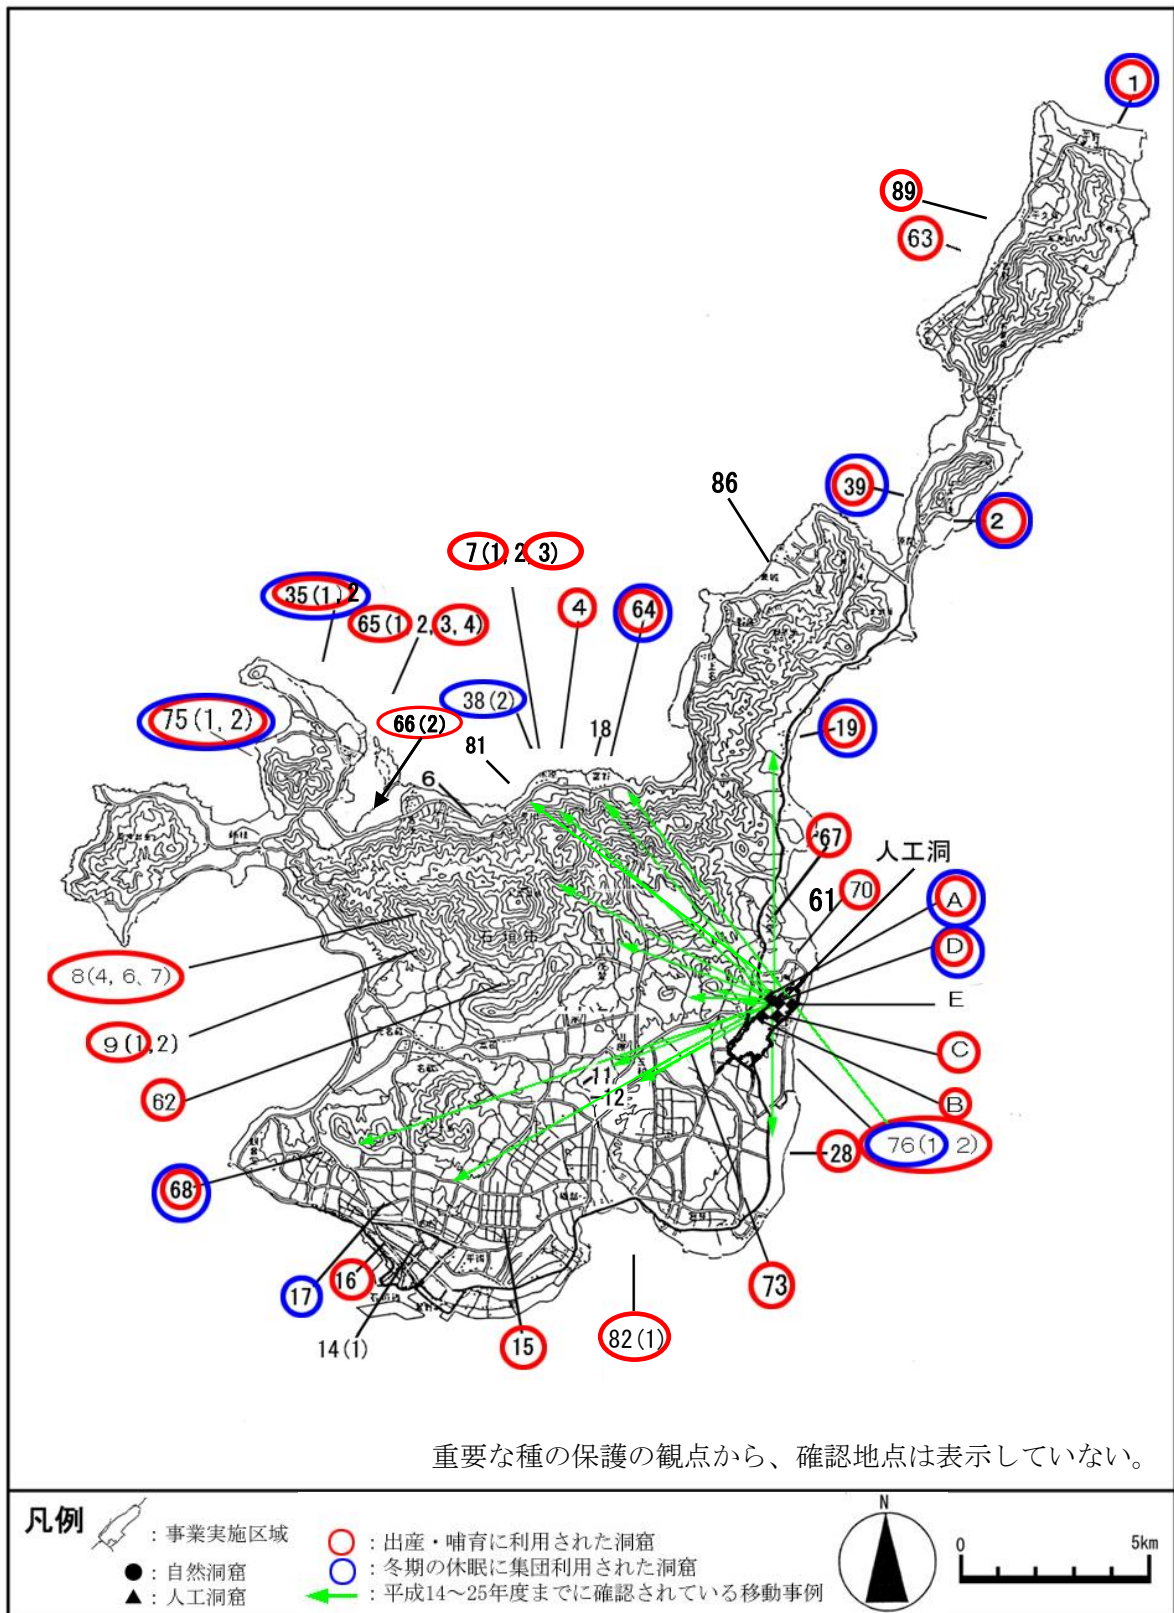 1
89
63
39
86
2
7(1, 2 3)
4
64
35(1), 2
65(1 2, 3, 4)
75(1, 2)
38(2)
66(2)
18
19
81
6
67
人工洞
70
61
A
石垣市
D
8(4, 6、7)
E
9(1,2)
C
62
11
12
B
76(1 2)
28
68
17
16
73
14(1)
15
82(1)
重要な種の保護の観点から、確認地点は表示していない。
凡例
：事業実施区域
●：自然洞窟
▲：人工洞窟
：出産・哺育に利用された洞窟
：冬期の休眠に集団利用された洞窟
：平成14～25年度までに確認されている移動事例
N
0 5km